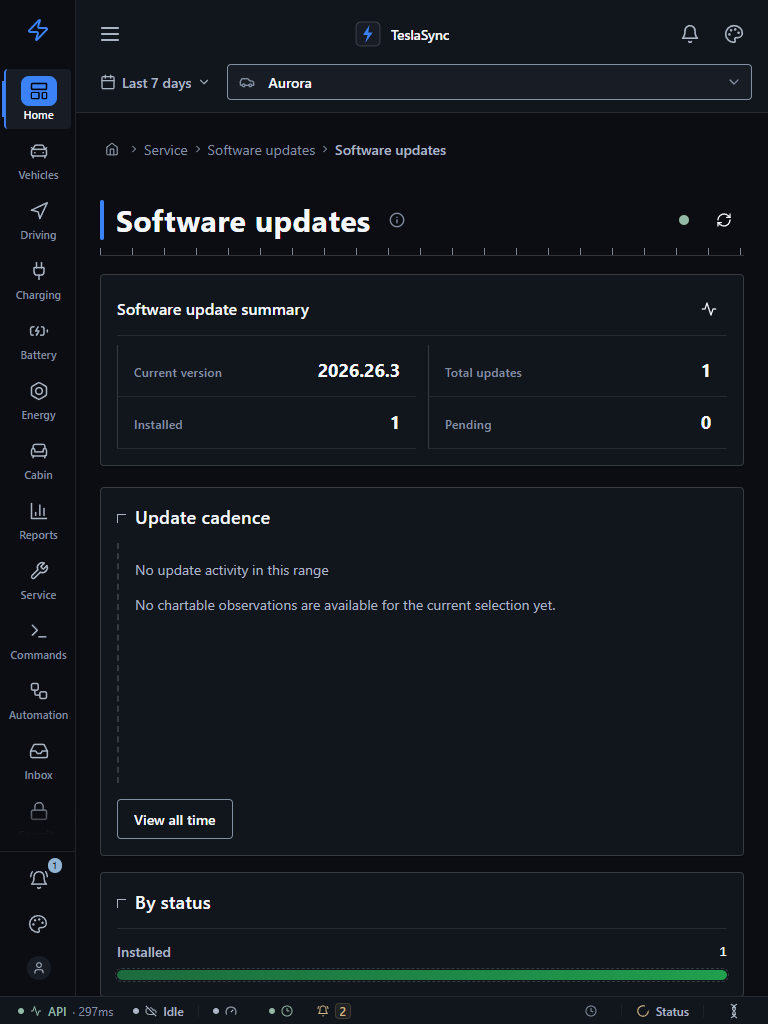 TeslaSync
Last 7 days
Aurora
Home
Vehicles
Driving
Charging
Battery
Energy
Cabin
Reports
Service
Commands
Automation
Inbox
1
Service > Software updates > Software updates
Software updates
Software update summary
Current version 2026.26.3
Total updates 1
Installed 1
Pending 0
Update cadence
No update activity in this range
No chartable observations are available for the current selection yet.
View all time
By status
Installed 1
API · 297ms Idle 2 Status